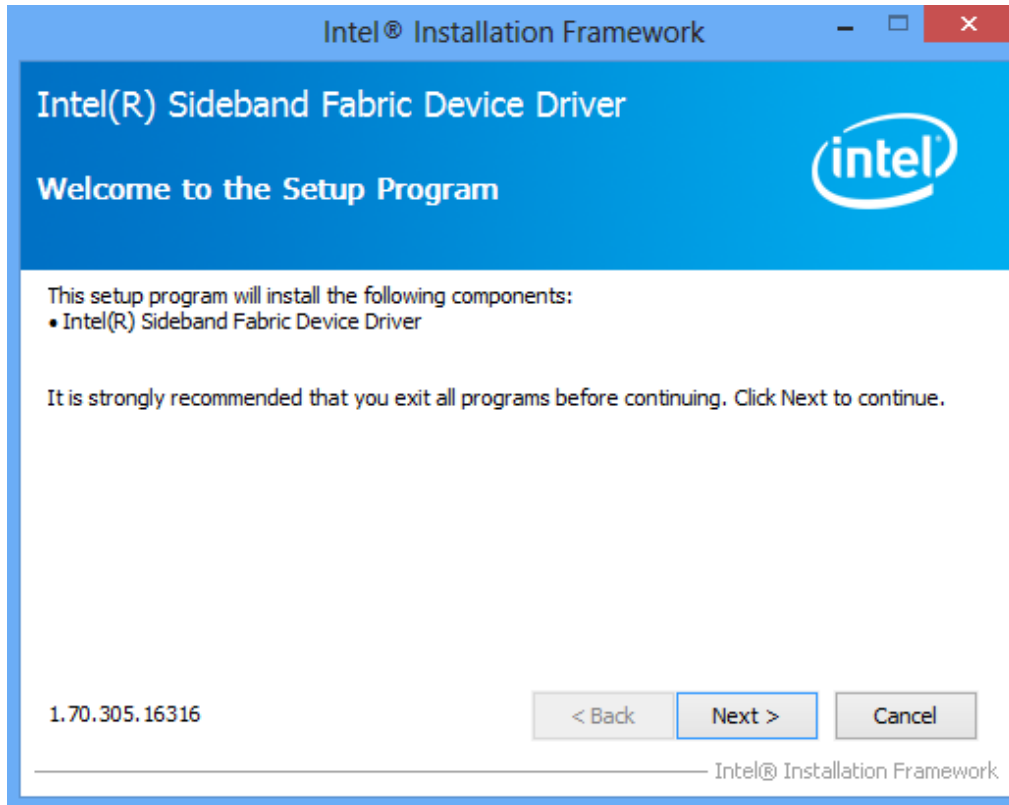 Intel® Installation Framework
Intel(R) Sideband Fabric Device Driver
intel
Welcome to the Setup Program
This setup program will install the following components:
• Intel(R) Sideband Fabric Device Driver
It is strongly recommended that you exit all programs before continuing. Click Next to continue.
1.70.305.16316
< Back Next > Cancel
Intel® Installation Framework